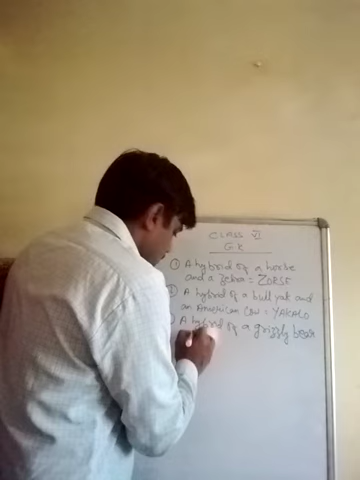 CLASS VI
G.K
① A hybrid of a horse
and a Zebra = ZORSE
② A hybrid of a bull yak and
an American Cow = YAKALO
A hybrid of a grizzly bear